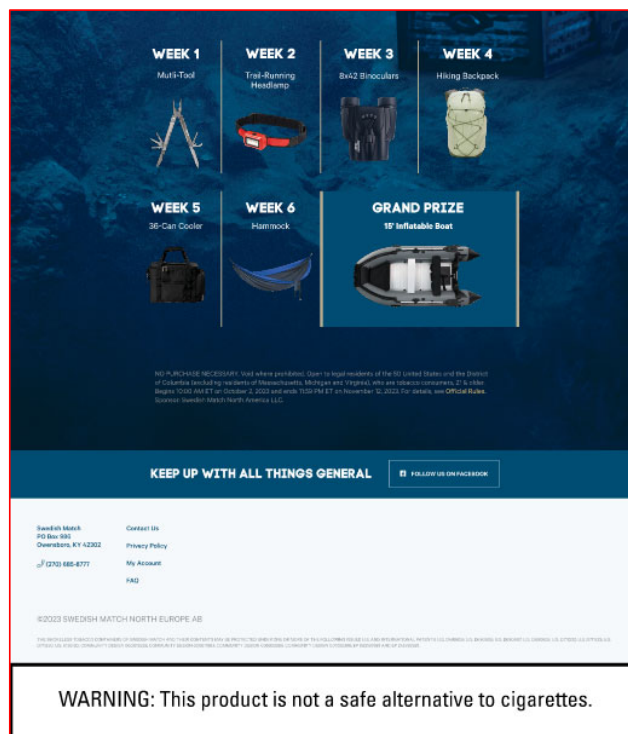 WEEK 1
Mutli-Tool
WEEK 2
Trail-Running
Headlamp
WEEK 3
8x42 Binoculars
WEEK 4
Hiking Backpack
WEEK 5
36-Can Cooler
WEEK 6
Hammock
GRAND PRIZE
15' Inflatable Boat
NO PURCHASE NECESSARY. Void where prohibited. Open to legal residents of the 50 United States and the District
of Columbia (excluding residents of Massachusetts, Michigan and Virginia), who are tobacco consumers, 21 & older.
Begins 10:00 AM ET on October 2, 2023 and ends 11:59 PM ET on November 12, 2023. For details, see Official Rules.
Sponsor: Swedish Match North America LLC.
KEEP UP WITH ALL THINGS GENERAL
FOLLOW US ON FACEBOOK
Swedish Match
PO Box 986
Owensboro, KY 42302
(270) 685-8777
Contact Us
Privacy Policy
My Account
FAQ
©2023 SWEDISH MATCH NORTH EUROPE AB
WARNING: This product is not a safe alternative to cigarettes.